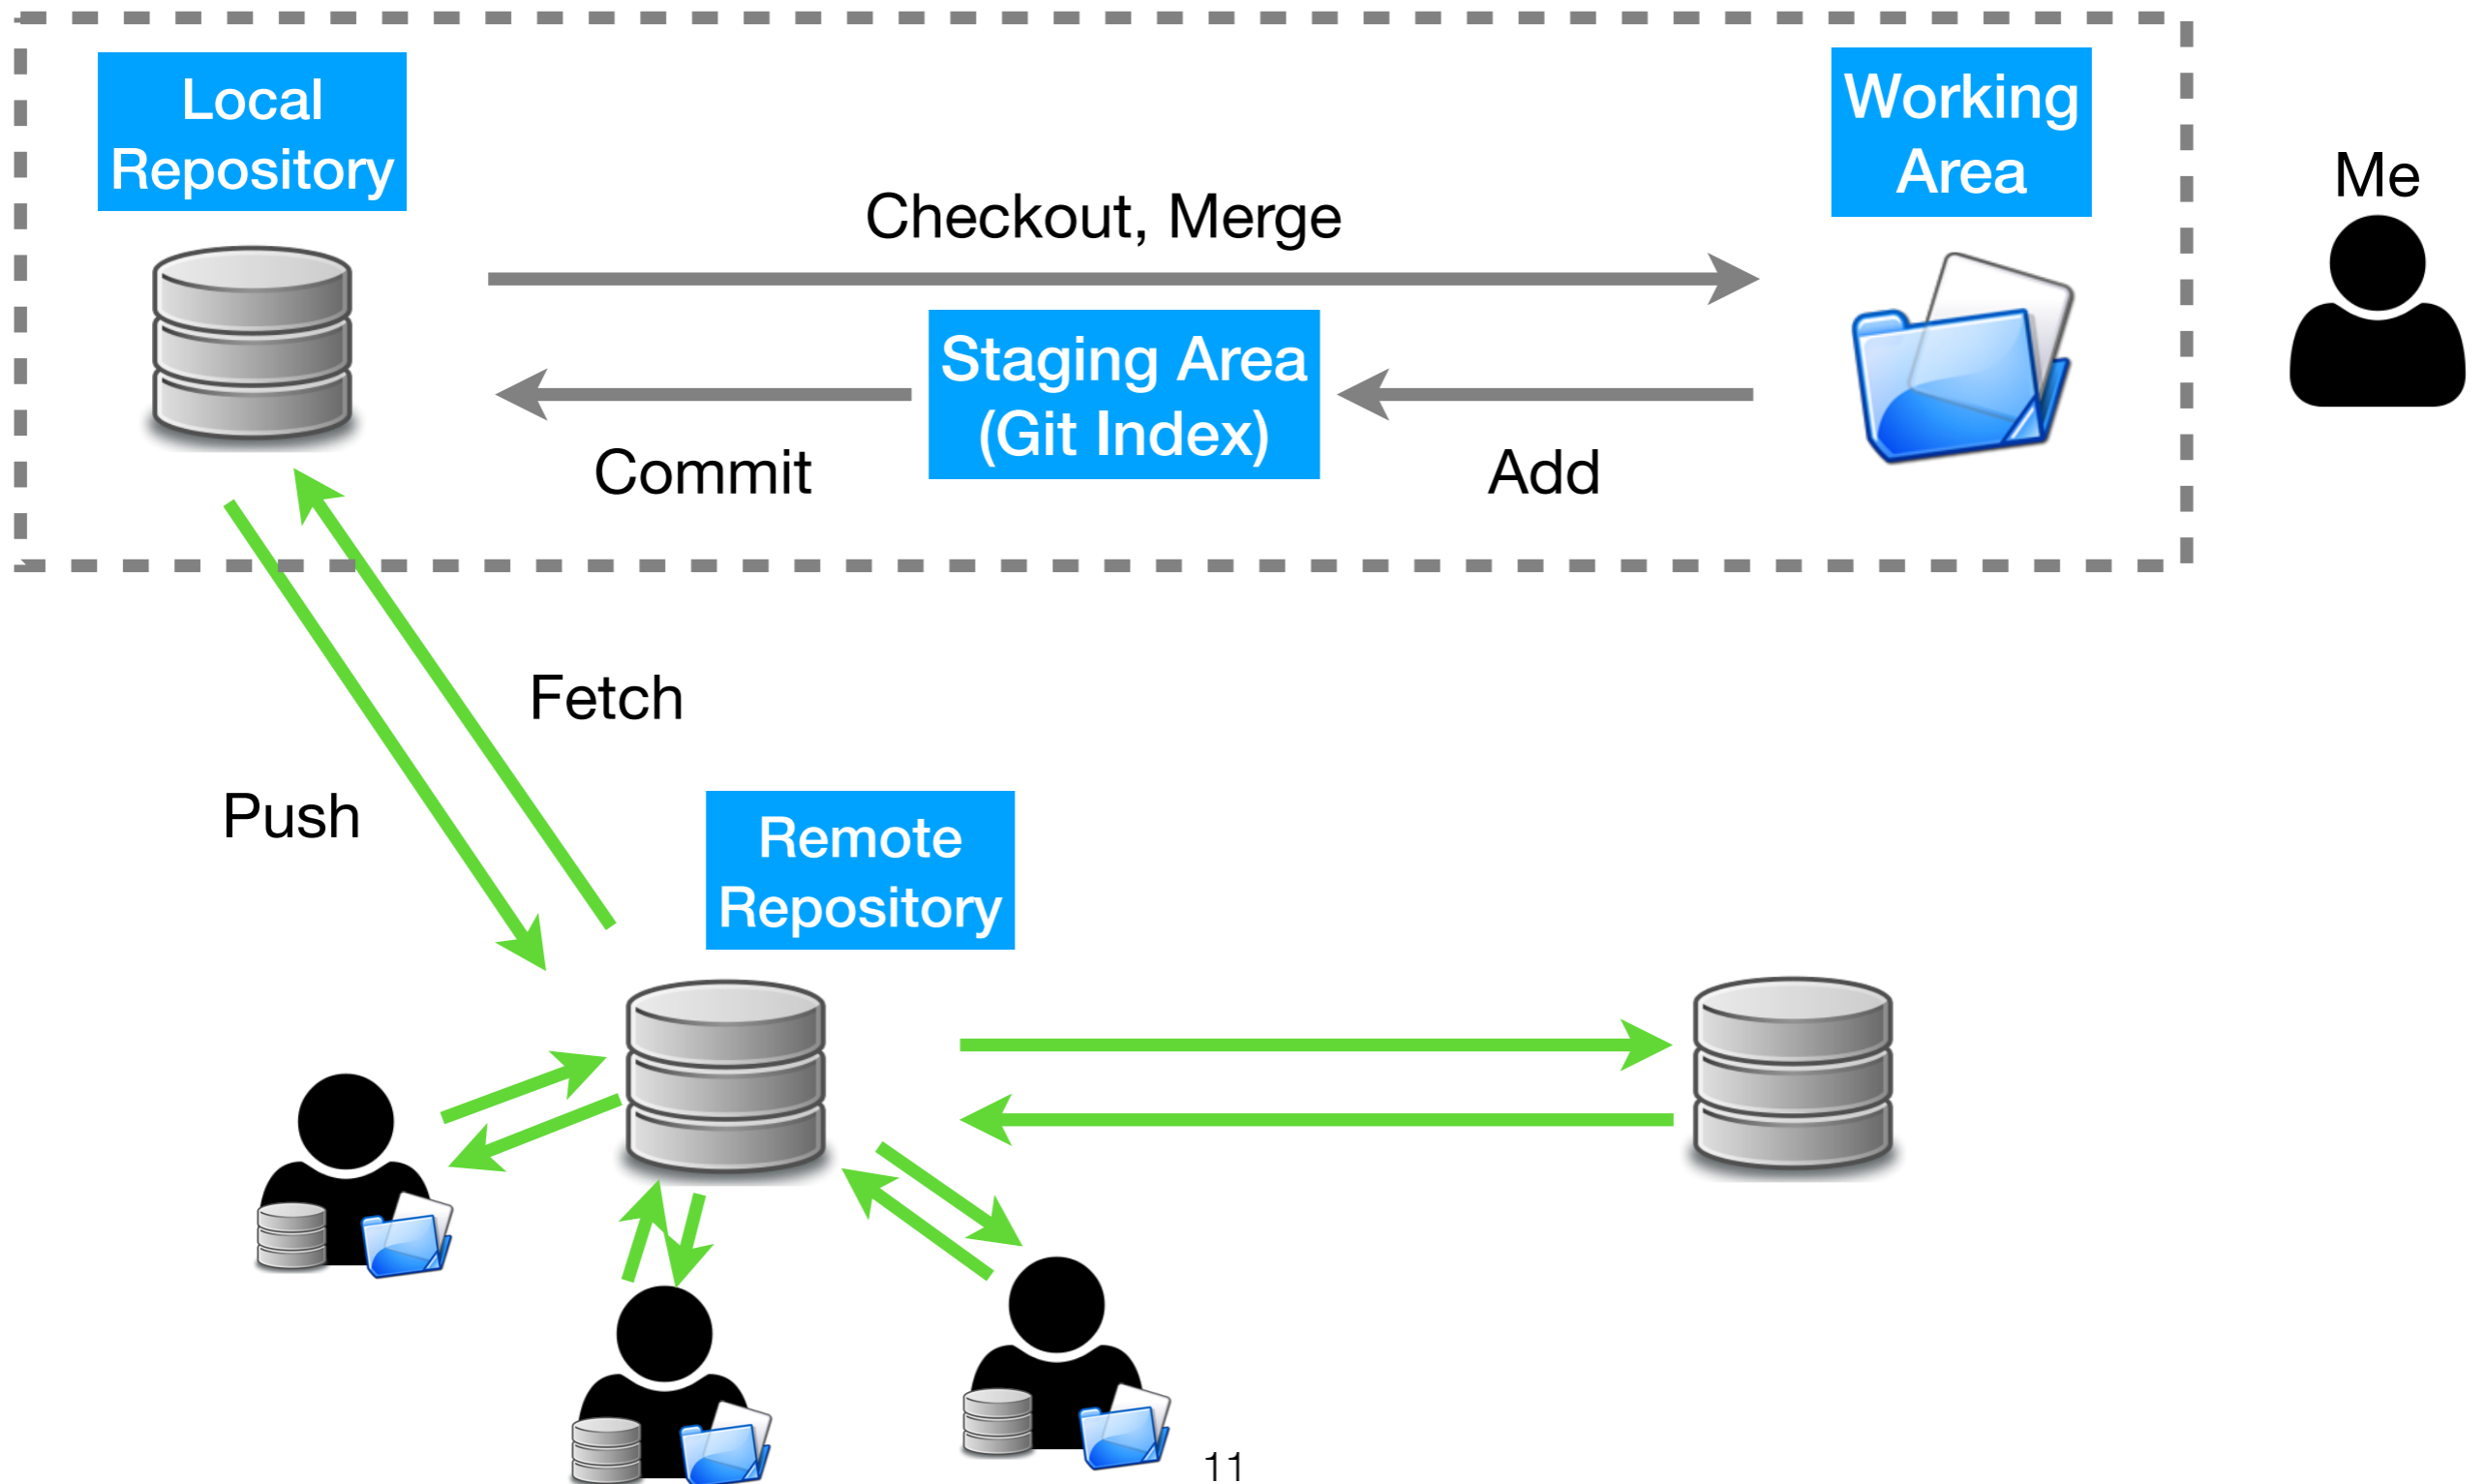 Local
Repository
Working
Area
Me
Checkout, Merge
Staging Area
(Git Index)
Commit
Add
Fetch
Push
Remote
Repository
11